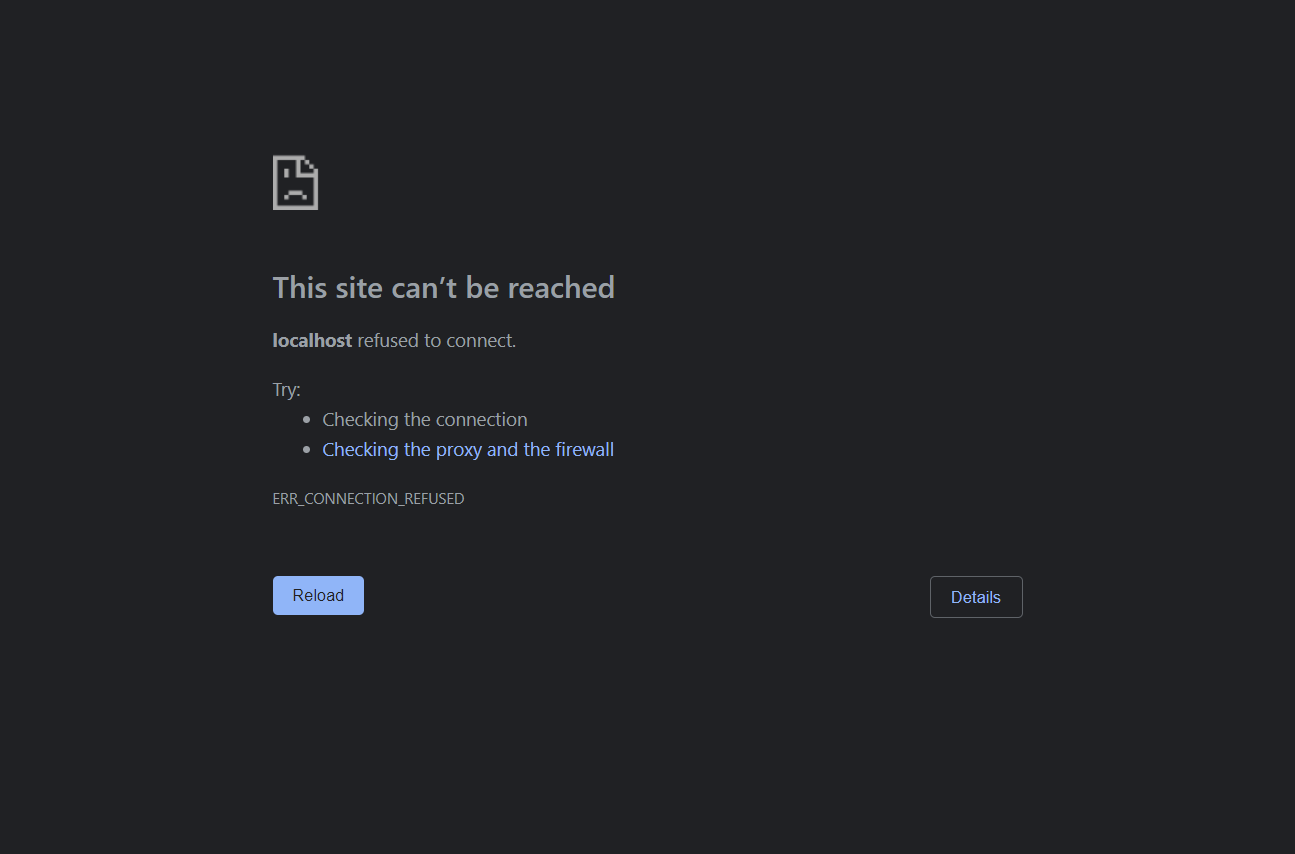 This site can’t be reached
localhost refused to connect.
Try:
• Checking the connection
• Checking the proxy and the firewall
ERR_CONNECTION_REFUSED
Reload
Details